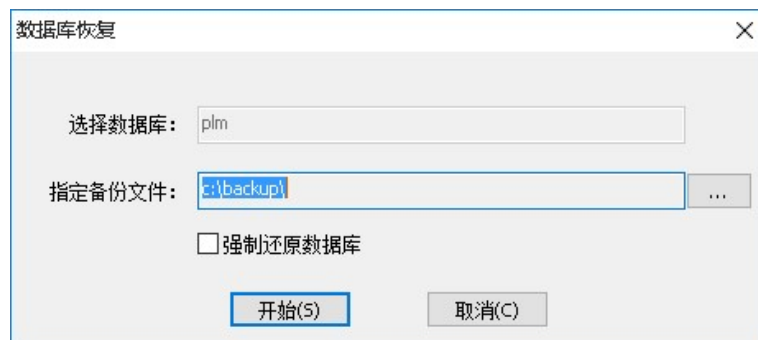 数据库恢复
选择数据库： plm
指定备份文件： c:\backup\ ...
强制还原数据库
开始(S) 取消(C)